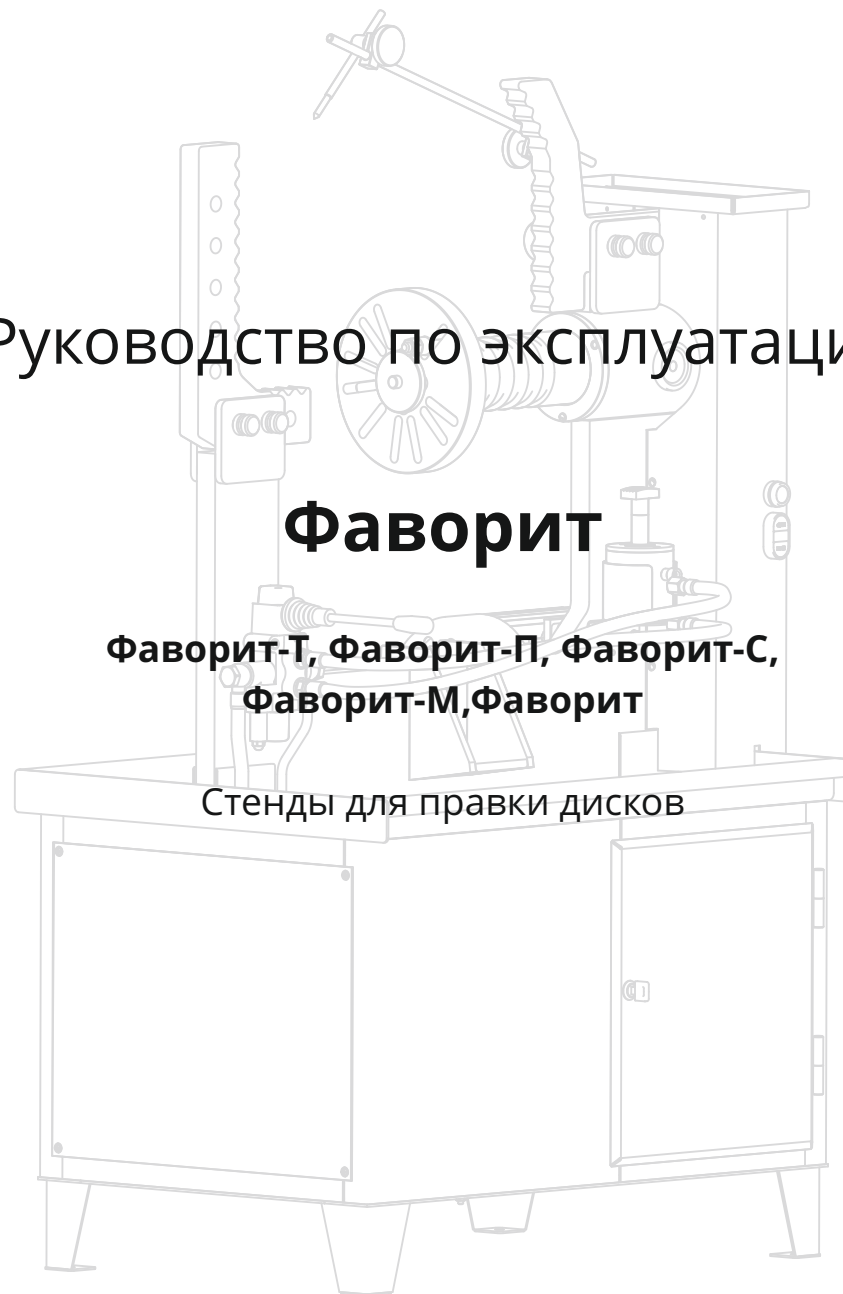 Руководство по эксплуатаци
Фаворит
Фаворит-Т, Фаворит-П, Фаворит-С,
Фаворит-М,Фаворит
Стенды для правки дисков